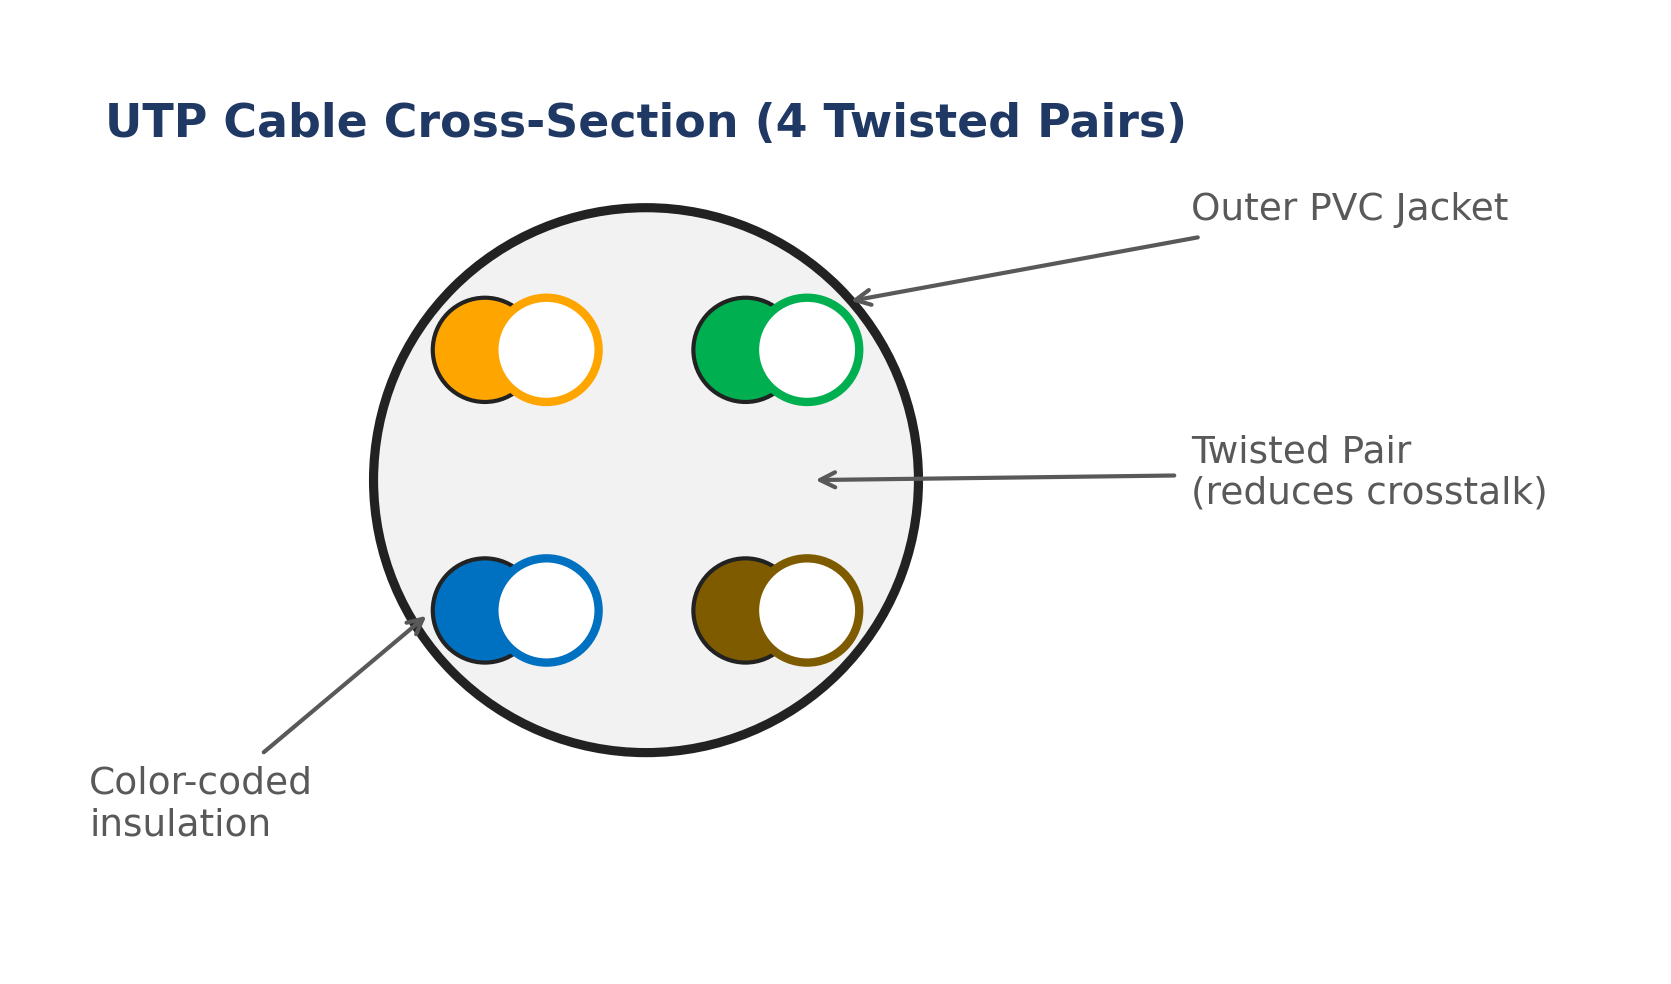 UTP Cable Cross-Section (4 Twisted Pairs)
Outer PVC Jacket
Twisted Pair
(reduces crosstalk)
Color-coded
insulation